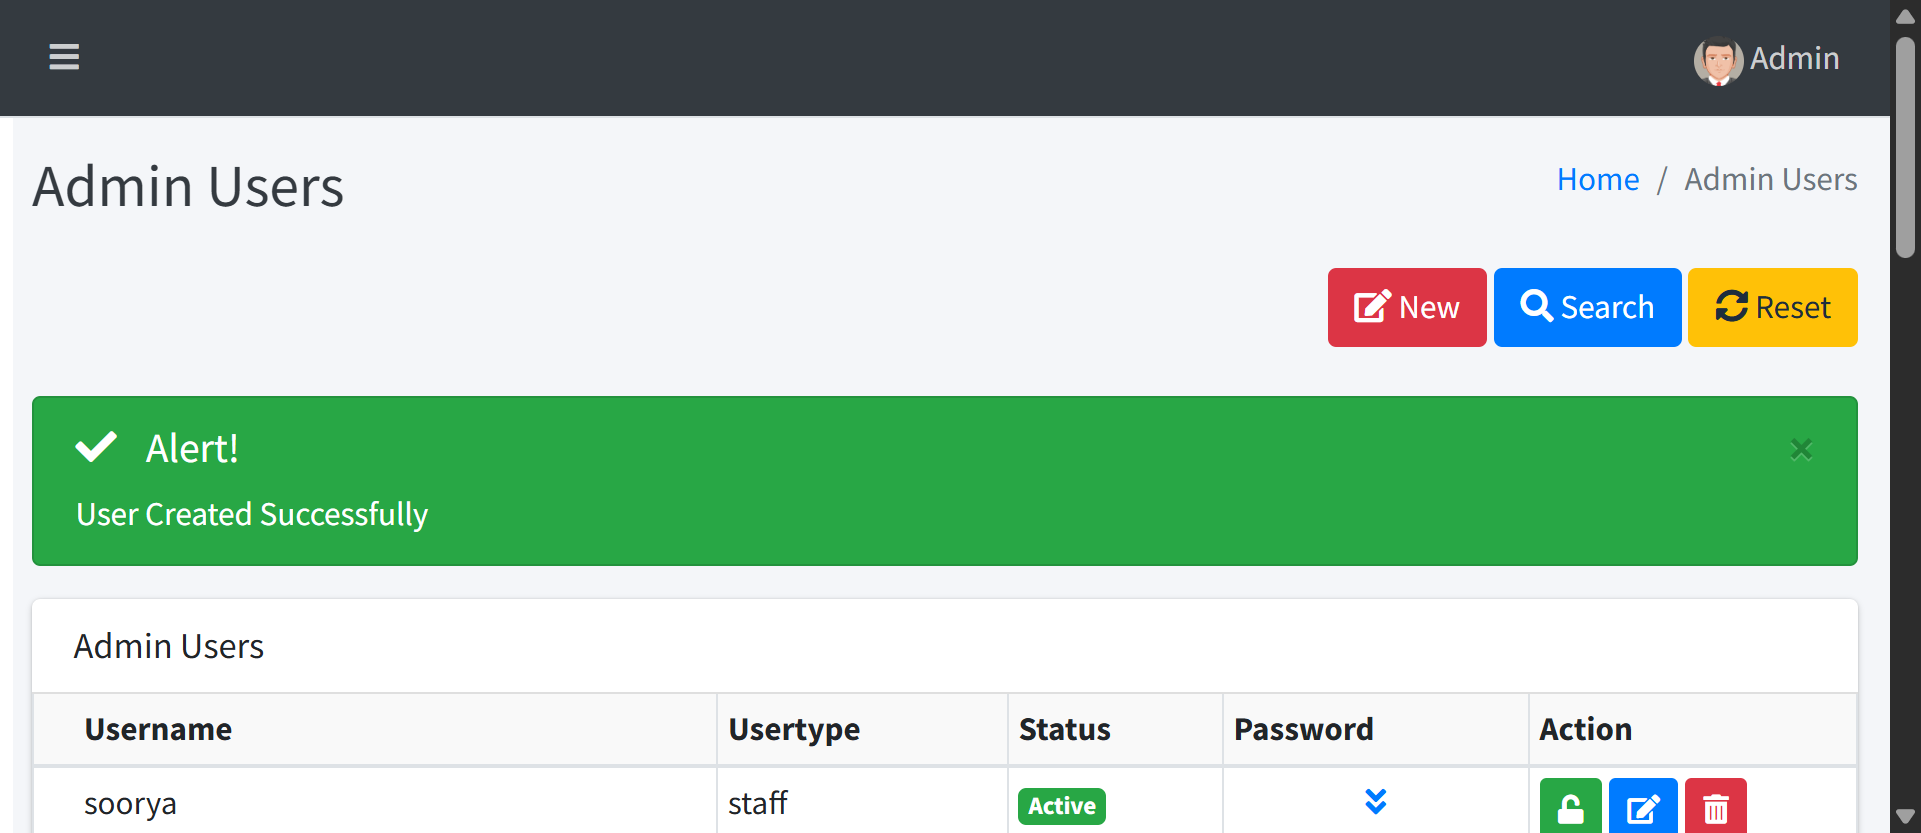 Admin
Admin Users
Home / Admin Users
New Search Reset
Alert!
×
User Created Successfully
Admin Users
Username Usertype Status Password Action
soorya staff Active